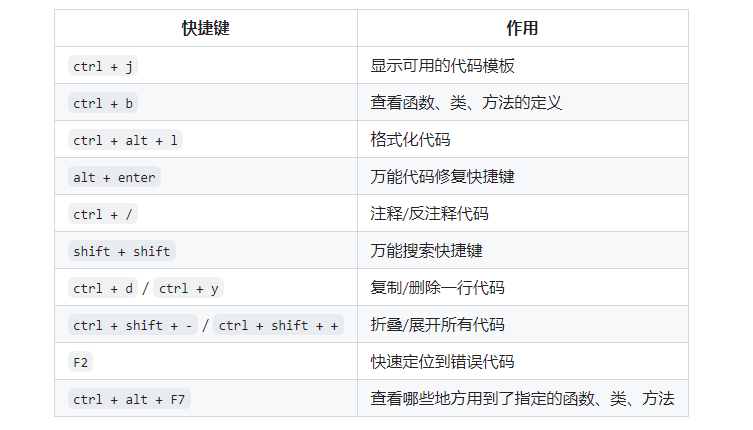 快捷键 作用
ctrl + j 显示可用的代码模板
ctrl + b 查看函数、类、方法的定义
ctrl + alt + l 格式化代码
alt + enter 万能代码修复快捷键
ctrl + / 注释/反注释代码
shift + shift 万能搜索快捷键
ctrl + d / ctrl + y 复制/删除一行代码
ctrl + shift + - / ctrl + shift + + 折叠/展开所有代码
F2 快速定位到错误代码
ctrl + alt + F7 查看哪些地方用到了指定的函数、类、方法